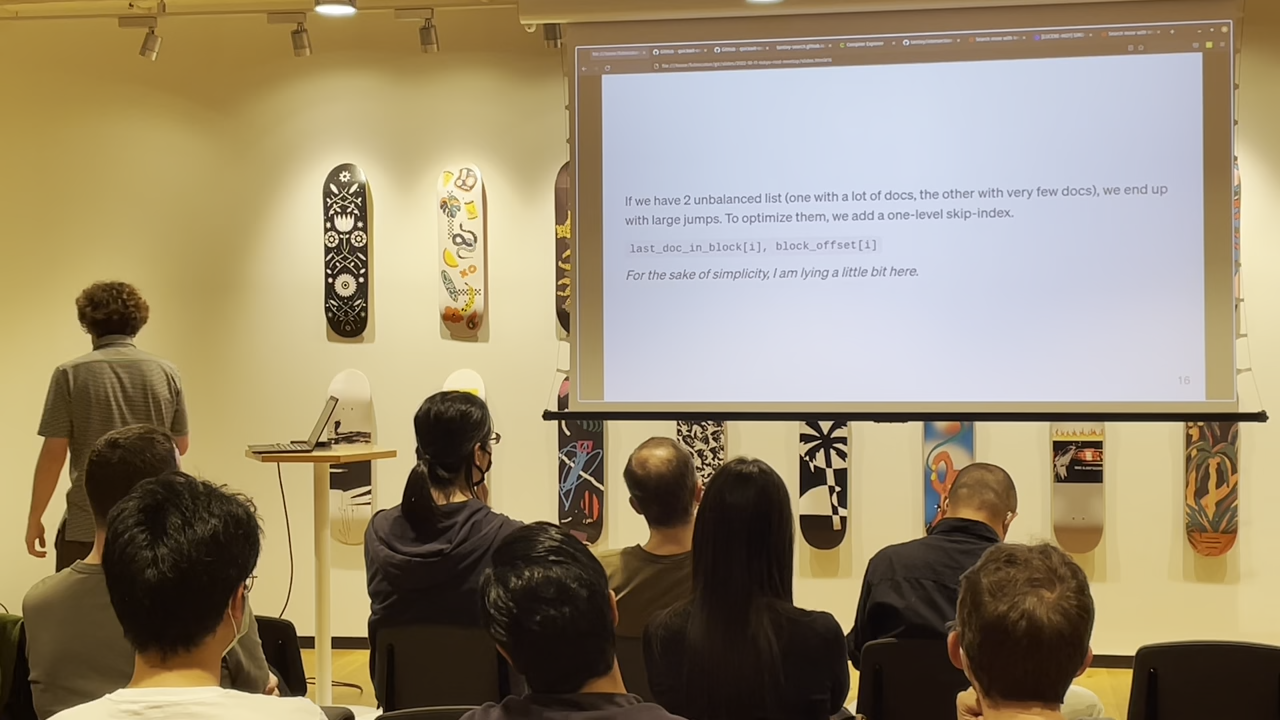 If we have 2 unbalanced list (one with a lot of docs, the other with very few docs), we end up
with large jumps. To optimize them, we add a one-level skip-index.
last_doc_in_block[i], block_offset[i]
For the sake of simplicity, I am lying a little bit here.
16